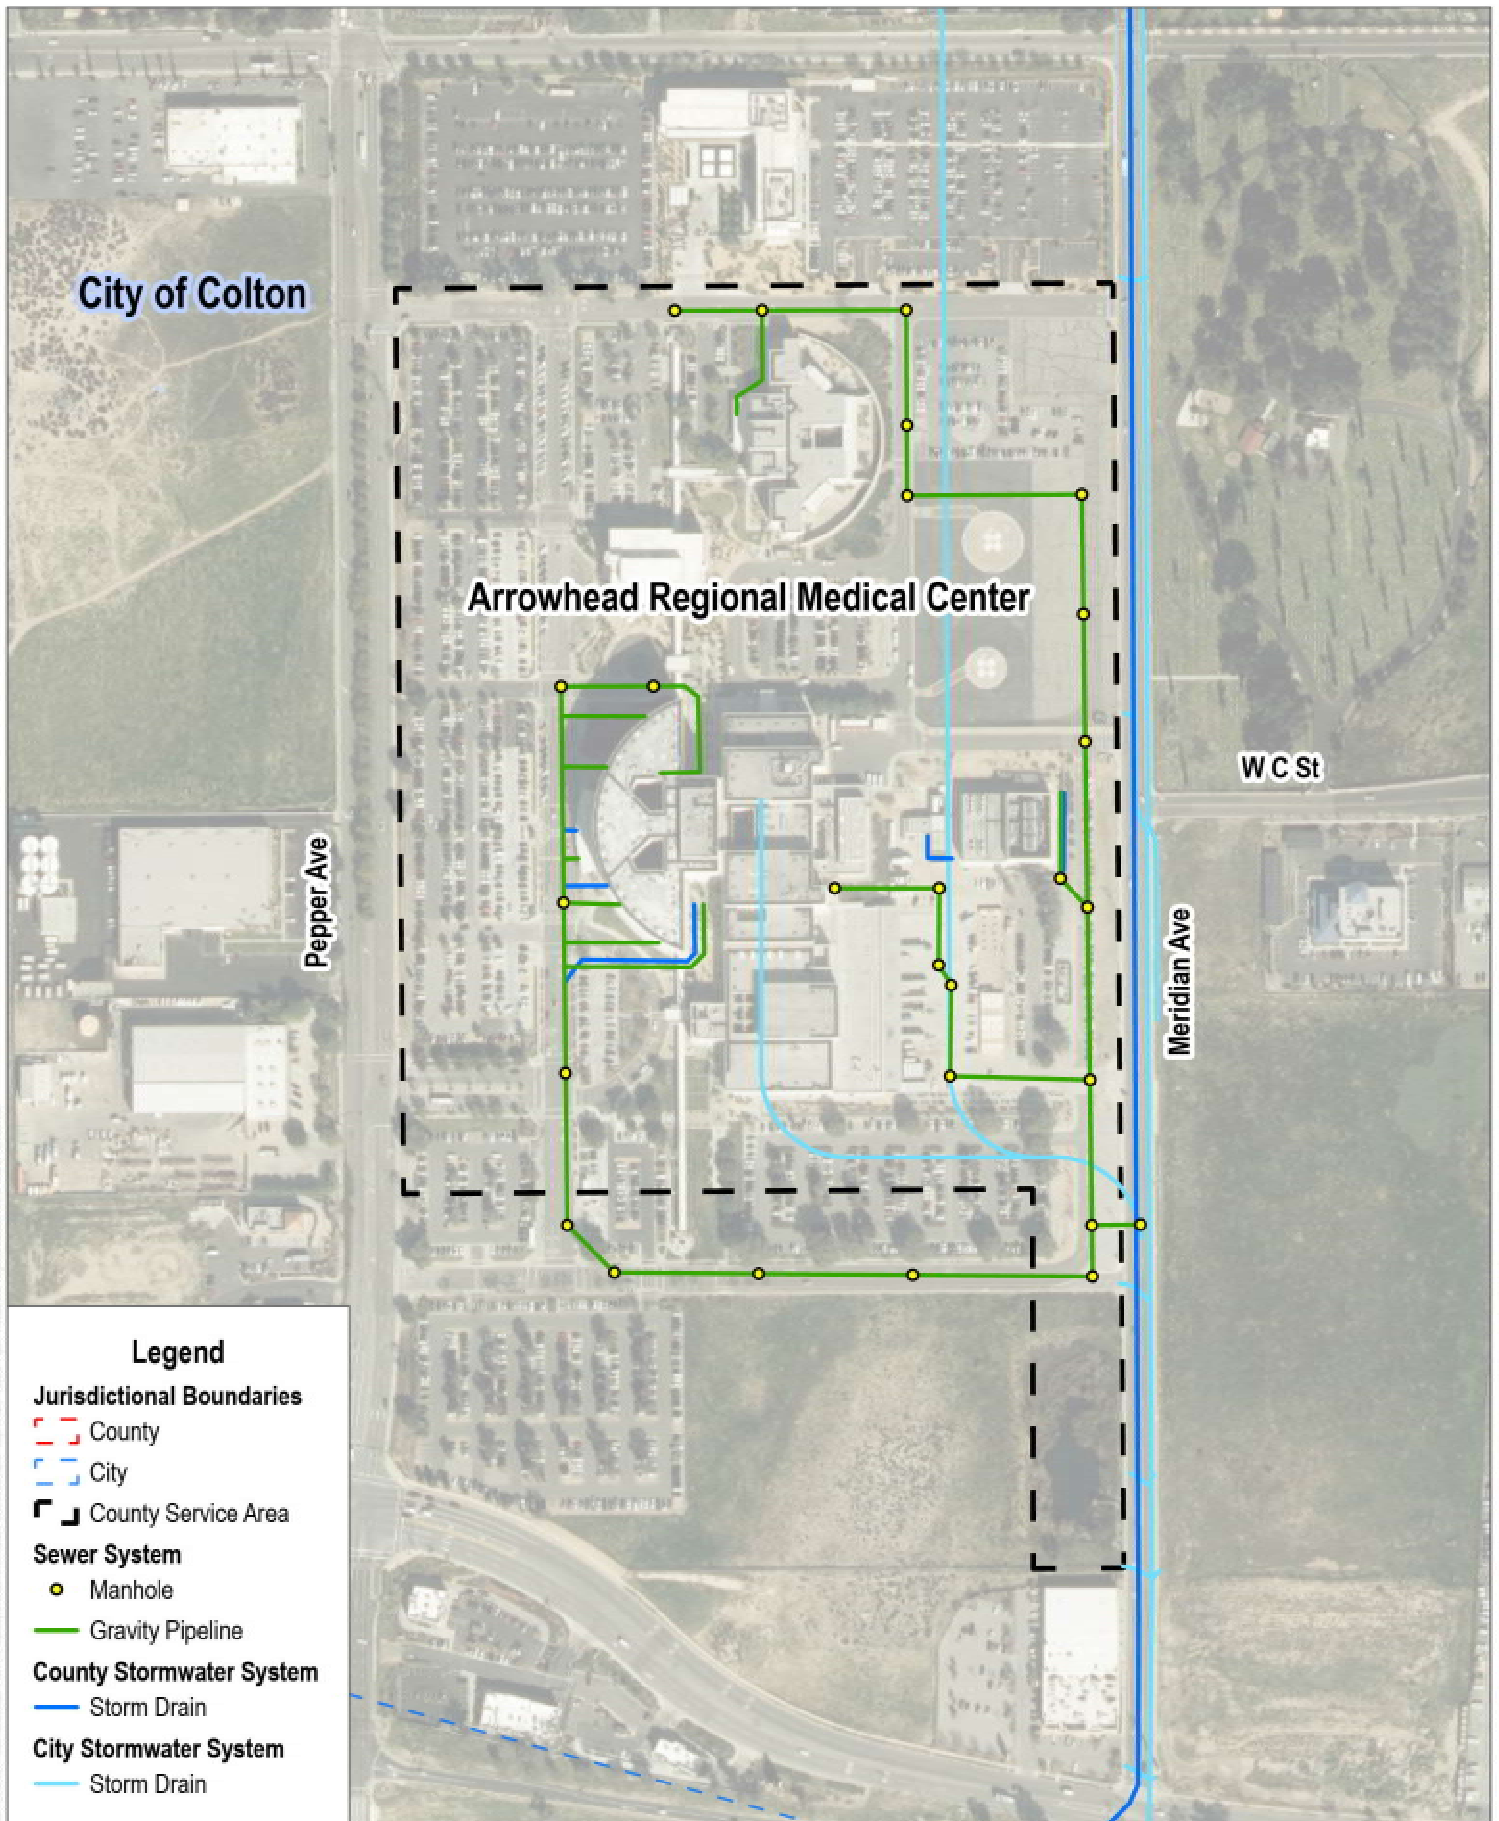 City of Colton
Arrowhead Regional Medical Center
W C St
Pepper Ave
Meridian Ave
Legend
Jurisdictional Boundaries
County
City
County Service Area
Sewer System
Manhole
Gravity Pipeline
County Stormwater System
Storm Drain
City Stormwater System
Storm Drain